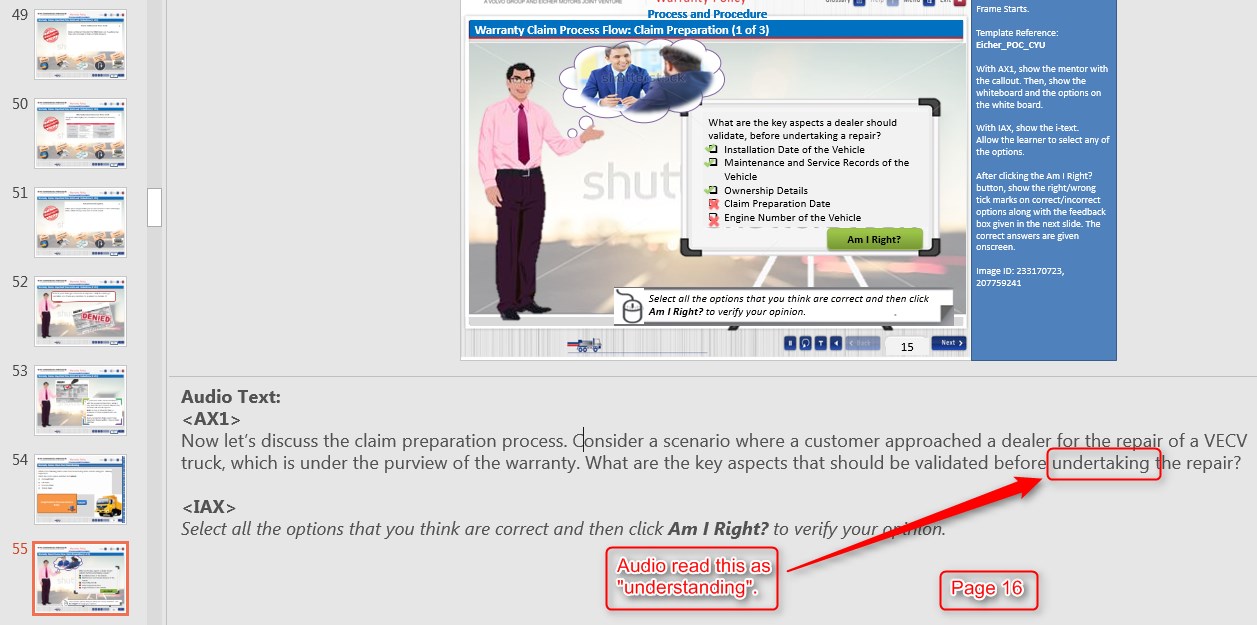 49
50
51
52
53
54
55
A VOLVO GROUP AND EICHER MOTORS JOINT VENTURE
Warranty Policy
Process and Procedure
Glossary
Help
Menu
Exit
Warranty Claim Process Flow: Claim Preparation (1 of 3)
shut
What are the key aspects a dealer should
validate, before undertaking a repair?
Installation Date of the Vehicle
Maintenance and Service Records of the
Vehicle
Ownership Details
Claim Preparation Date
Engine Number of the Vehicle
Am I Right?
Select all the options that you think are correct and then click
Am I Right? to verify your opinion.
T
Back
15
Next
Frame Starts.
Template Reference:
Eicher_POC_CYU
With AX1, show the mentor with
the callout. Then, show the
whiteboard and the options on
the white board.
With IAX, show the i-text.
Allow the learner to select any of
the options.
After clicking the Am I Right?
button, show the right/wrong
tick marks on correct/incorrect
options along with the feedback
box given in the next slide. The
correct answers are given
onscreen.
Image ID: 233170723,
207759241
DENIED
Audio Text:
<AX1>
Now let's discuss the claim preparation process. Consider a scenario where a customer approached a dealer for the repair of a VECV
truck, which is under the purview of the warranty. What are the key aspects that should be validated before undertaking the repair?
<IAX>
Select all the options that you think are correct and then click Am I Right? to verify your opinion.
Audio read this as
"understanding".
Page 16